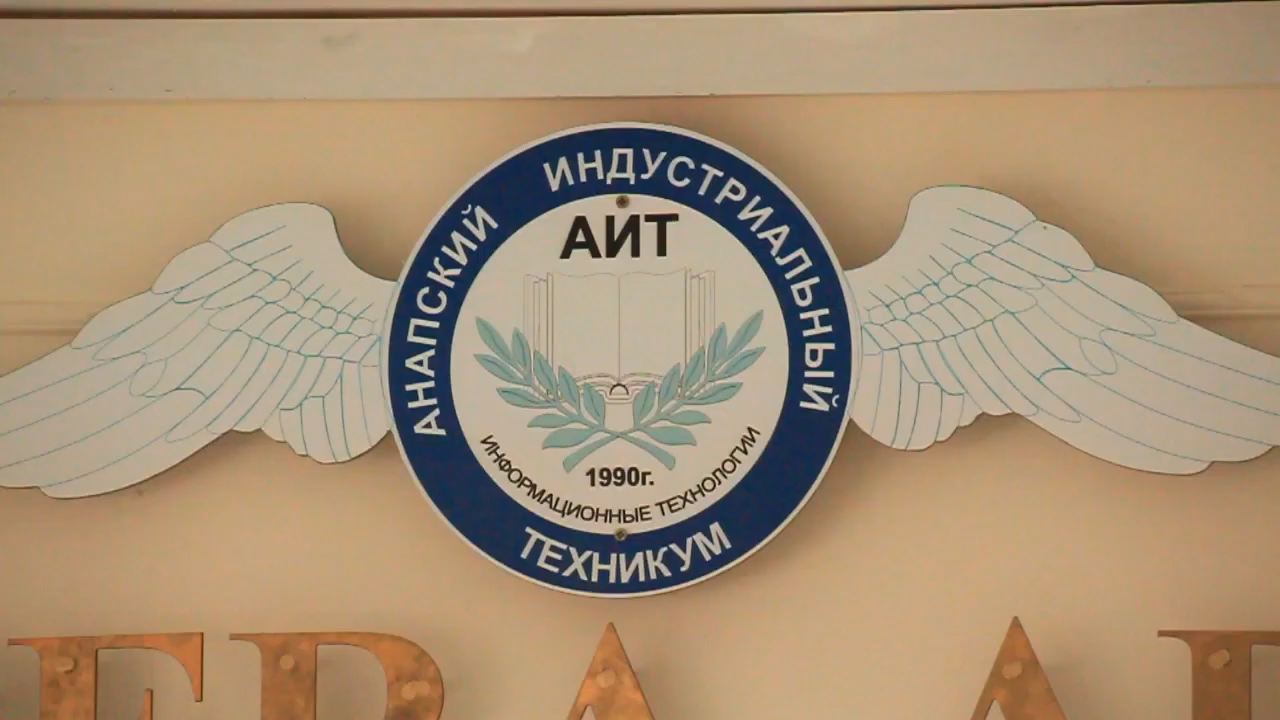 АНАПСКИЙ ИНДУСТРИАЛЬНЫЙ
АИТ
1990г.
ИНФОРМАЦИОННЫЕ ТЕХНОЛОГИИ
ТЕХНИКУМ